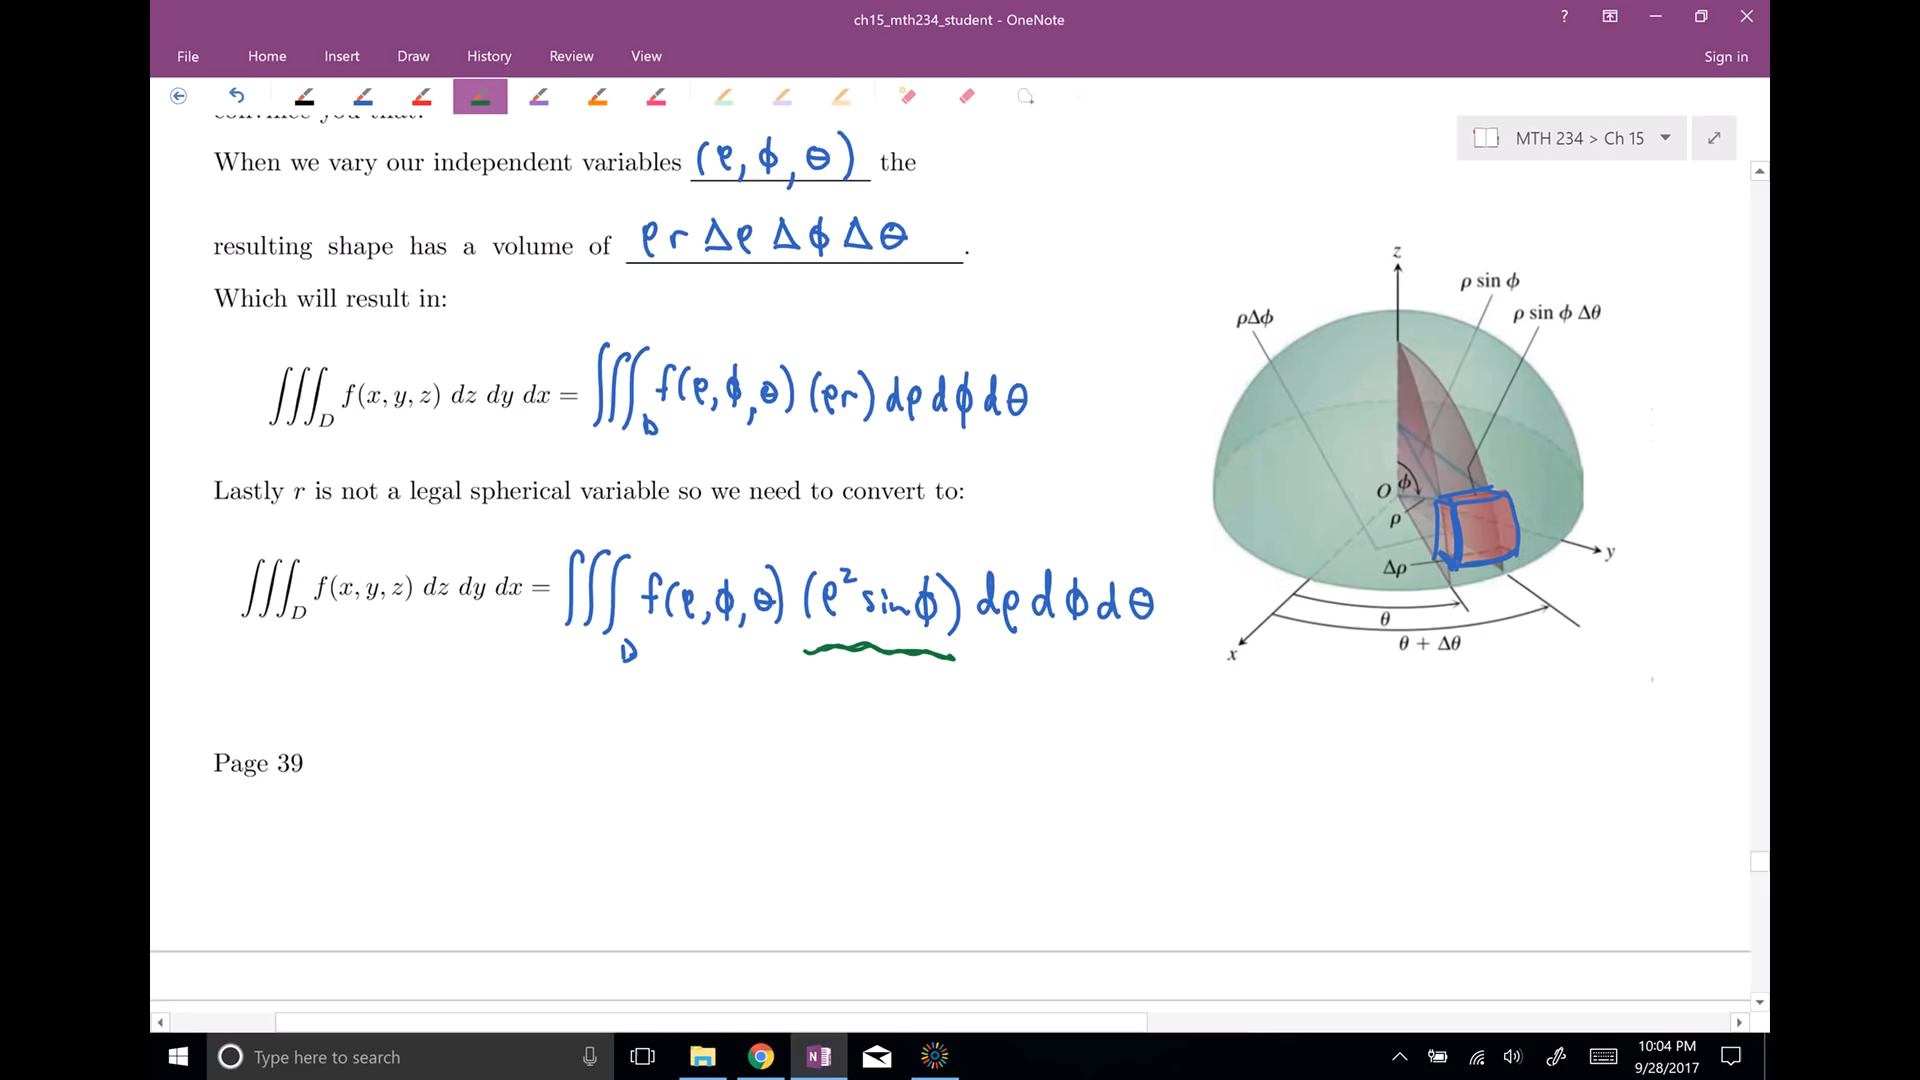 ch15_mth234_student - OneNote
?
File Home Insert Draw History Review View
Sign in
MTH 234 > Ch 15
When we vary our independent variables (ρ, ϕ, θ) the
resulting shape has a volume of ρ r Δρ Δϕ Δθ.
Which will result in:
∭_D f(x, y, z) dz dy dx = ∭_D f(ρ, ϕ, θ) (ρr) dρ dϕ dθ
Lastly r is not a legal spherical variable so we need to convert to:
∭_D f(x, y, z) dz dy dx = ∭_D f(ρ, ϕ, θ) (ρ² sin ϕ) dρ dϕ dθ
z
ρ sin ϕ
ρΔϕ
ρ sin ϕ Δθ
O
ϕ
ρ
y
Δρ
θ
θ + Δθ
x
Page 39
Type here to search
10:04 PM
9/28/2017